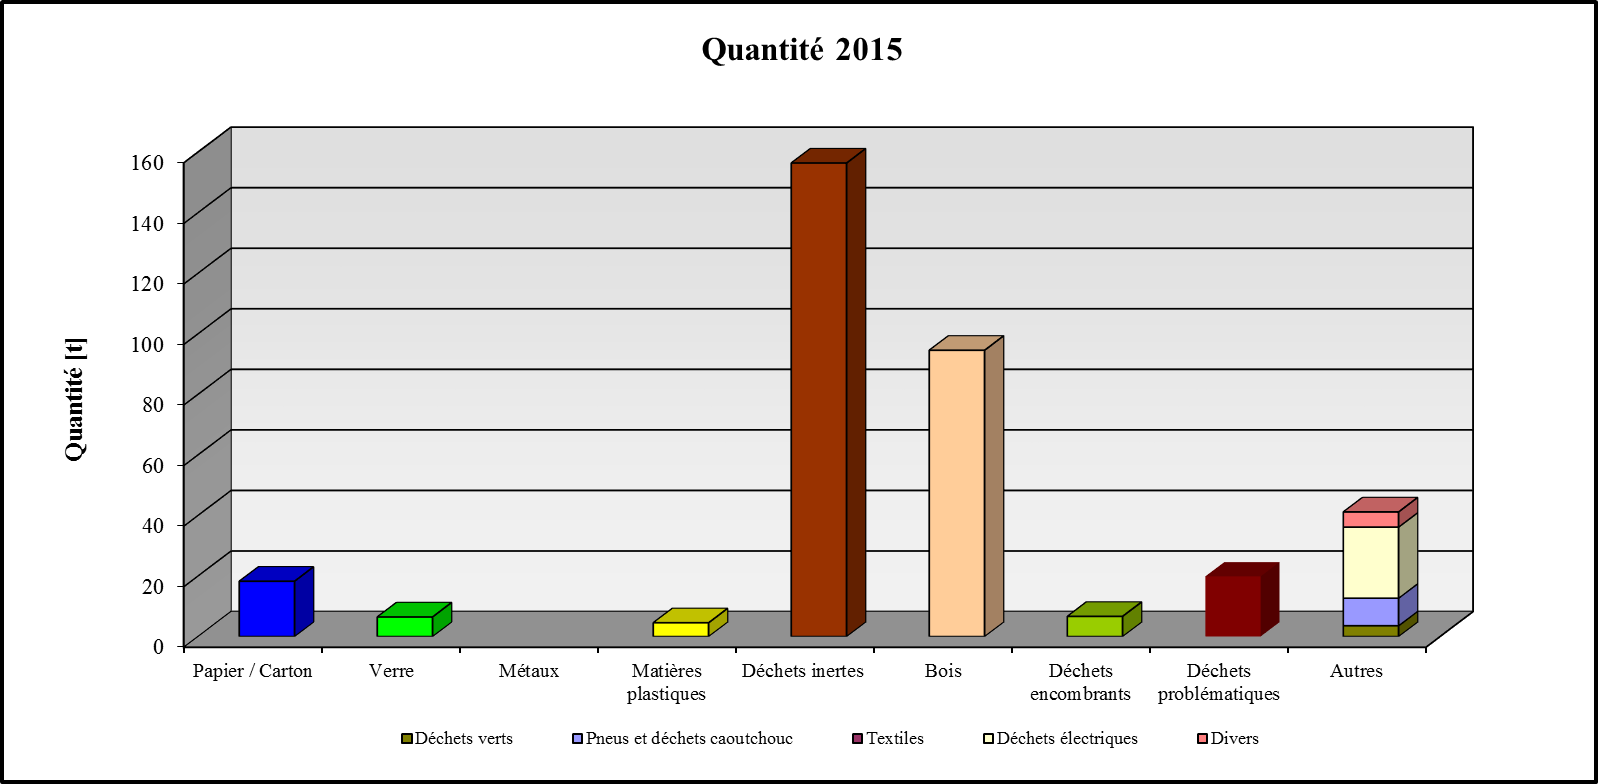 Quantité 2015
Quantité [t]
160
140
120
100
80
60
40
20
0
Papier / Carton
Verre
Métaux
Matières
plastiques
Déchets inertes
Bois
Déchets
encombrants
Déchets
problématiques
Autres
Déchets verts
Pneus et déchets caoutchouc
Textiles
Déchets électriques
Divers